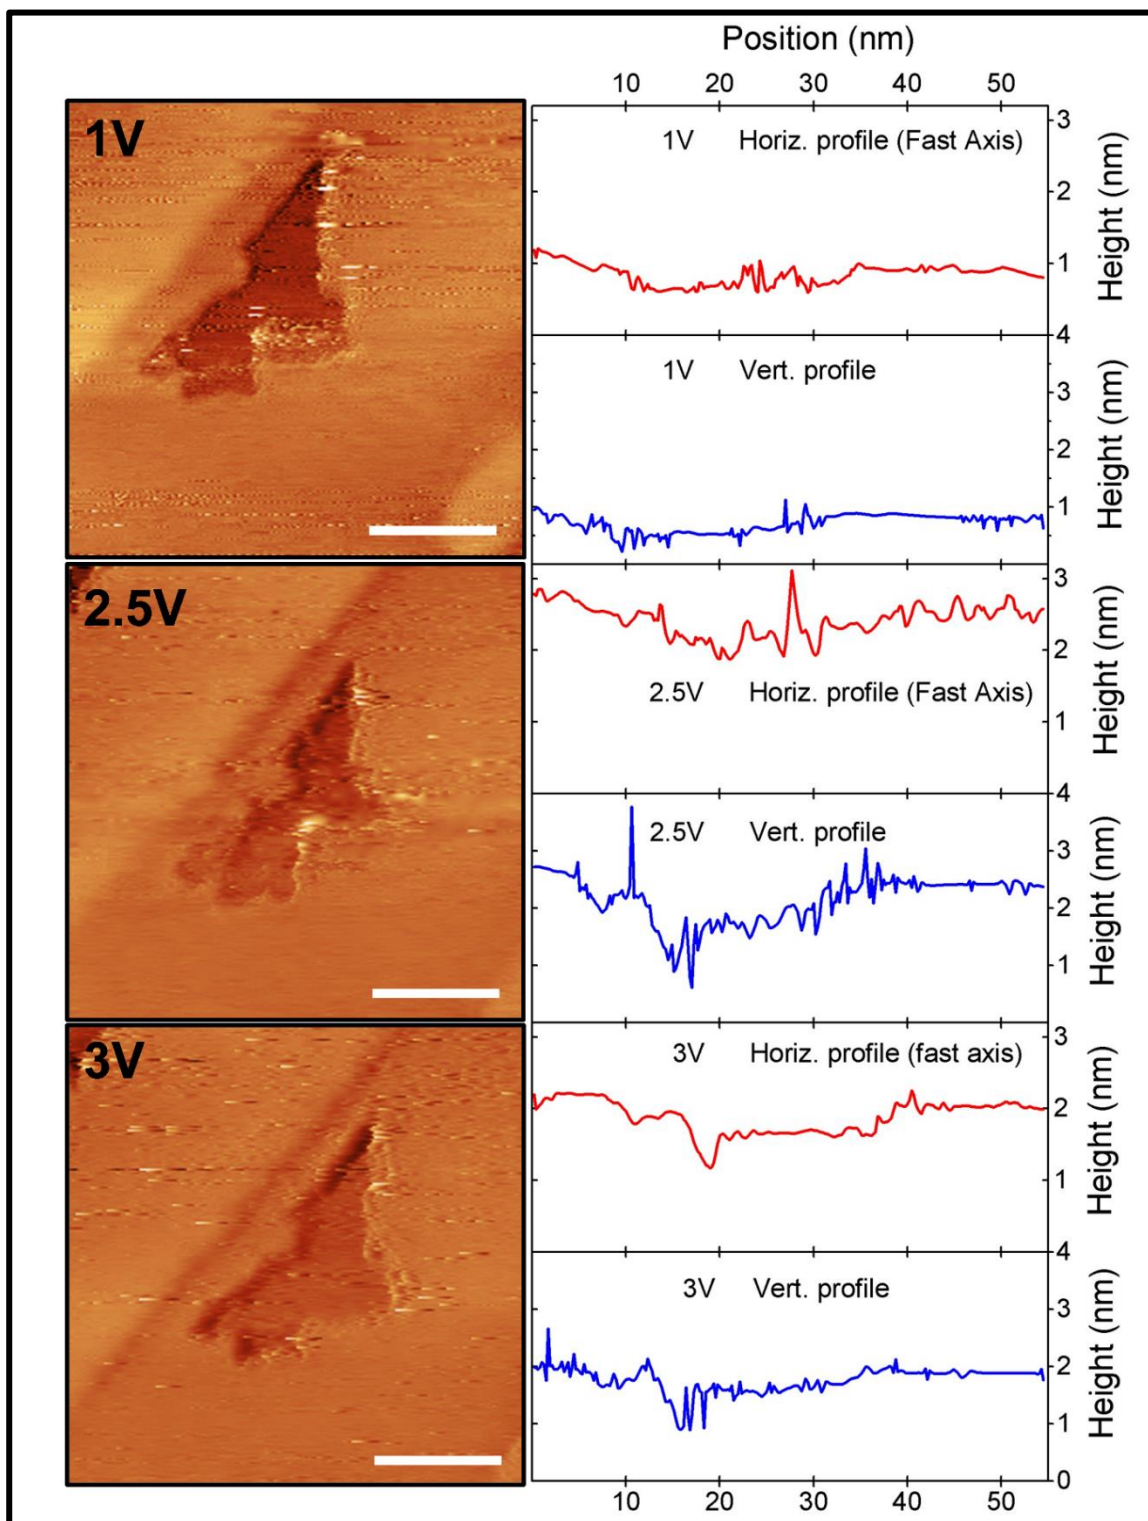 Position (nm)
10 20 30 40 50
1V
1V Horiz. profile (Fast Axis)
3
2
1
4
Height (nm)
1V Vert. profile
3
2
1
Height (nm)
2.5V
3
2
1
4
Height (nm)
2.5V Horiz. profile (Fast Axis)
2.5V Vert. profile
3
2
1
Height (nm)
3V
3V Horiz. profile (fast axis)
3
2
1
4
Height (nm)
3V Vert. profile
3
2
1
0
Height (nm)
10 20 30 40 50